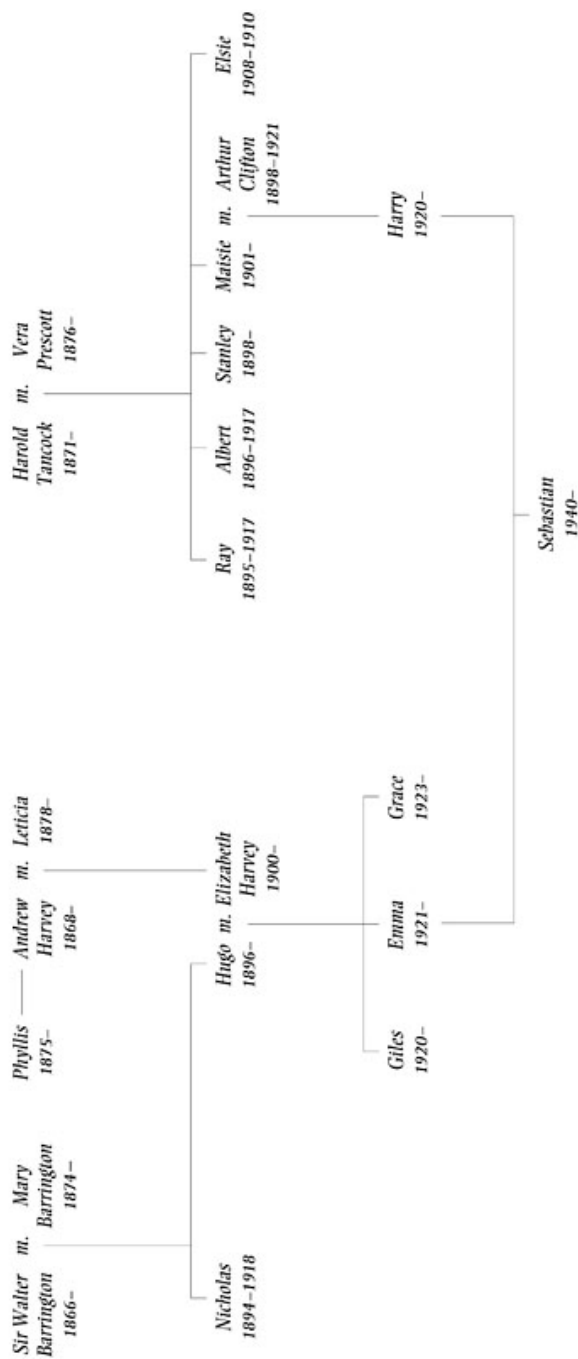 Sir Walter m. Mary
Barrington Barrington
1866– 1874–
Phyllis
1875–
Andrew m. Leticia
Harvey 1878–
1868–
Harold m. Vera
Tancock Prescott
1871– 1876–
Nicholas
1894–1918
Hugo m. Elizabeth
1896– Harvey
1900–
Ray
1895–1917
Albert
1896–1917
Stanley
1898–
Maisie m. Arthur
1901– Clifton
1898–1921
Elsie
1908–1910
Giles
1920–
Emma
1921–
Grace
1923–
Harry
1920–
Sebastian
1940–